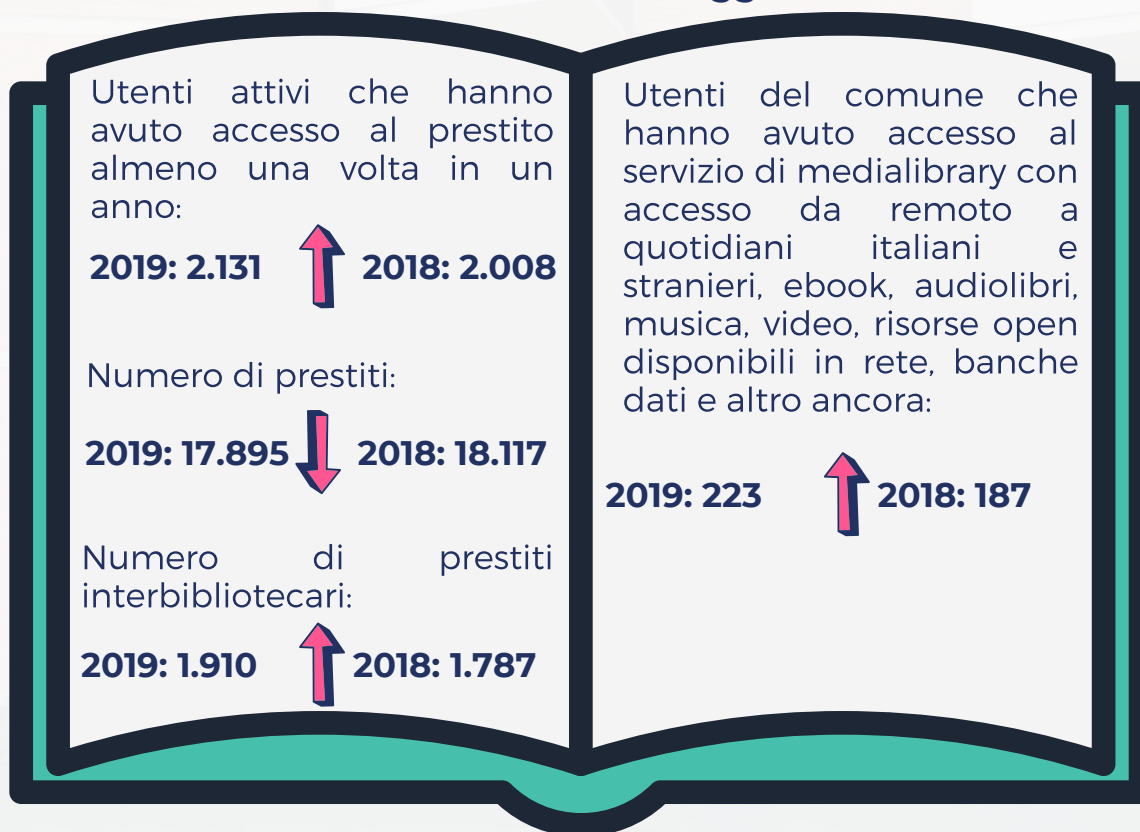 Utenti attivi che hanno
avuto accesso al prestito
almeno una volta in un
anno:
2019: 2.131 2018: 2.008
Numero di prestiti:
2019: 17.895 2018: 18.117
Numero di prestiti
interbibliotecari:
2019: 1.910 2018: 1.787
Utenti del comune che
hanno avuto accesso al
servizio di medialibrary con
accesso da remoto a
quotidiani italiani e
stranieri, ebook, audiolibri,
musica, video, risorse open
disponibili in rete, banche
dati e altro ancora:
2019: 223 2018: 187